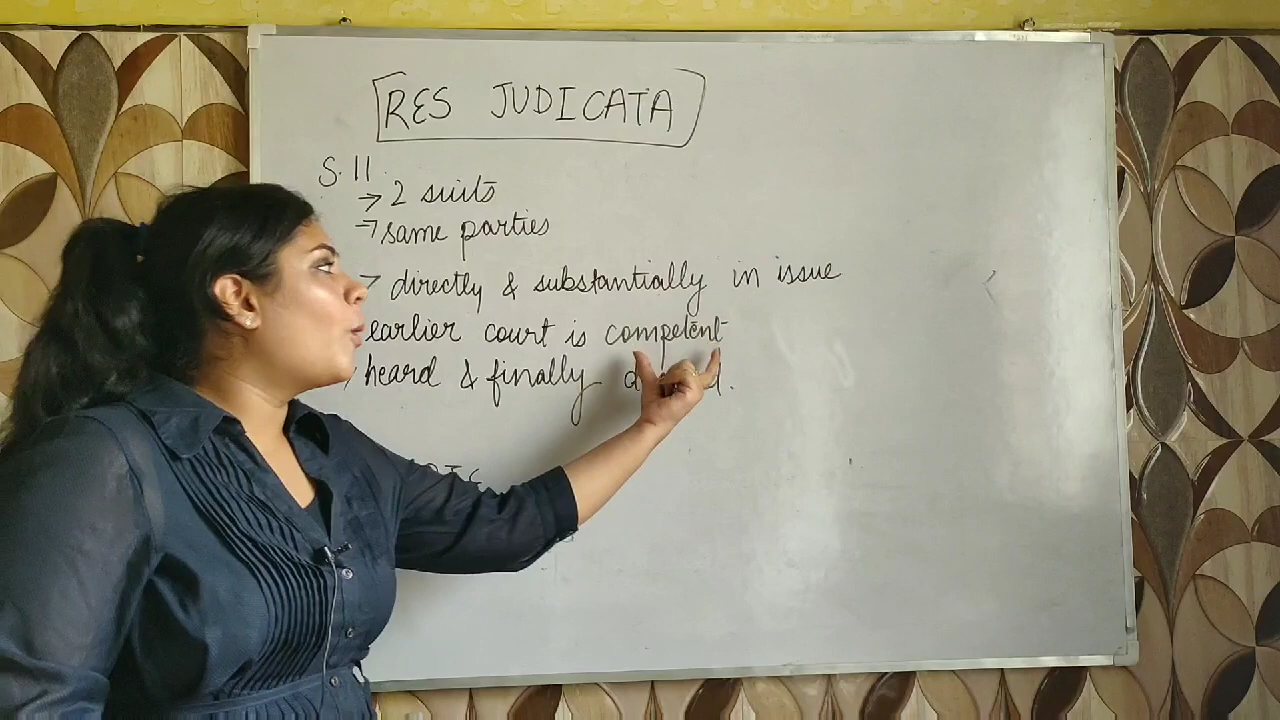 RES JUDICATA
S.11.
→ 2 suits
→ same parties
→ directly & substantially in issue
earlier court is competent
heard & finally